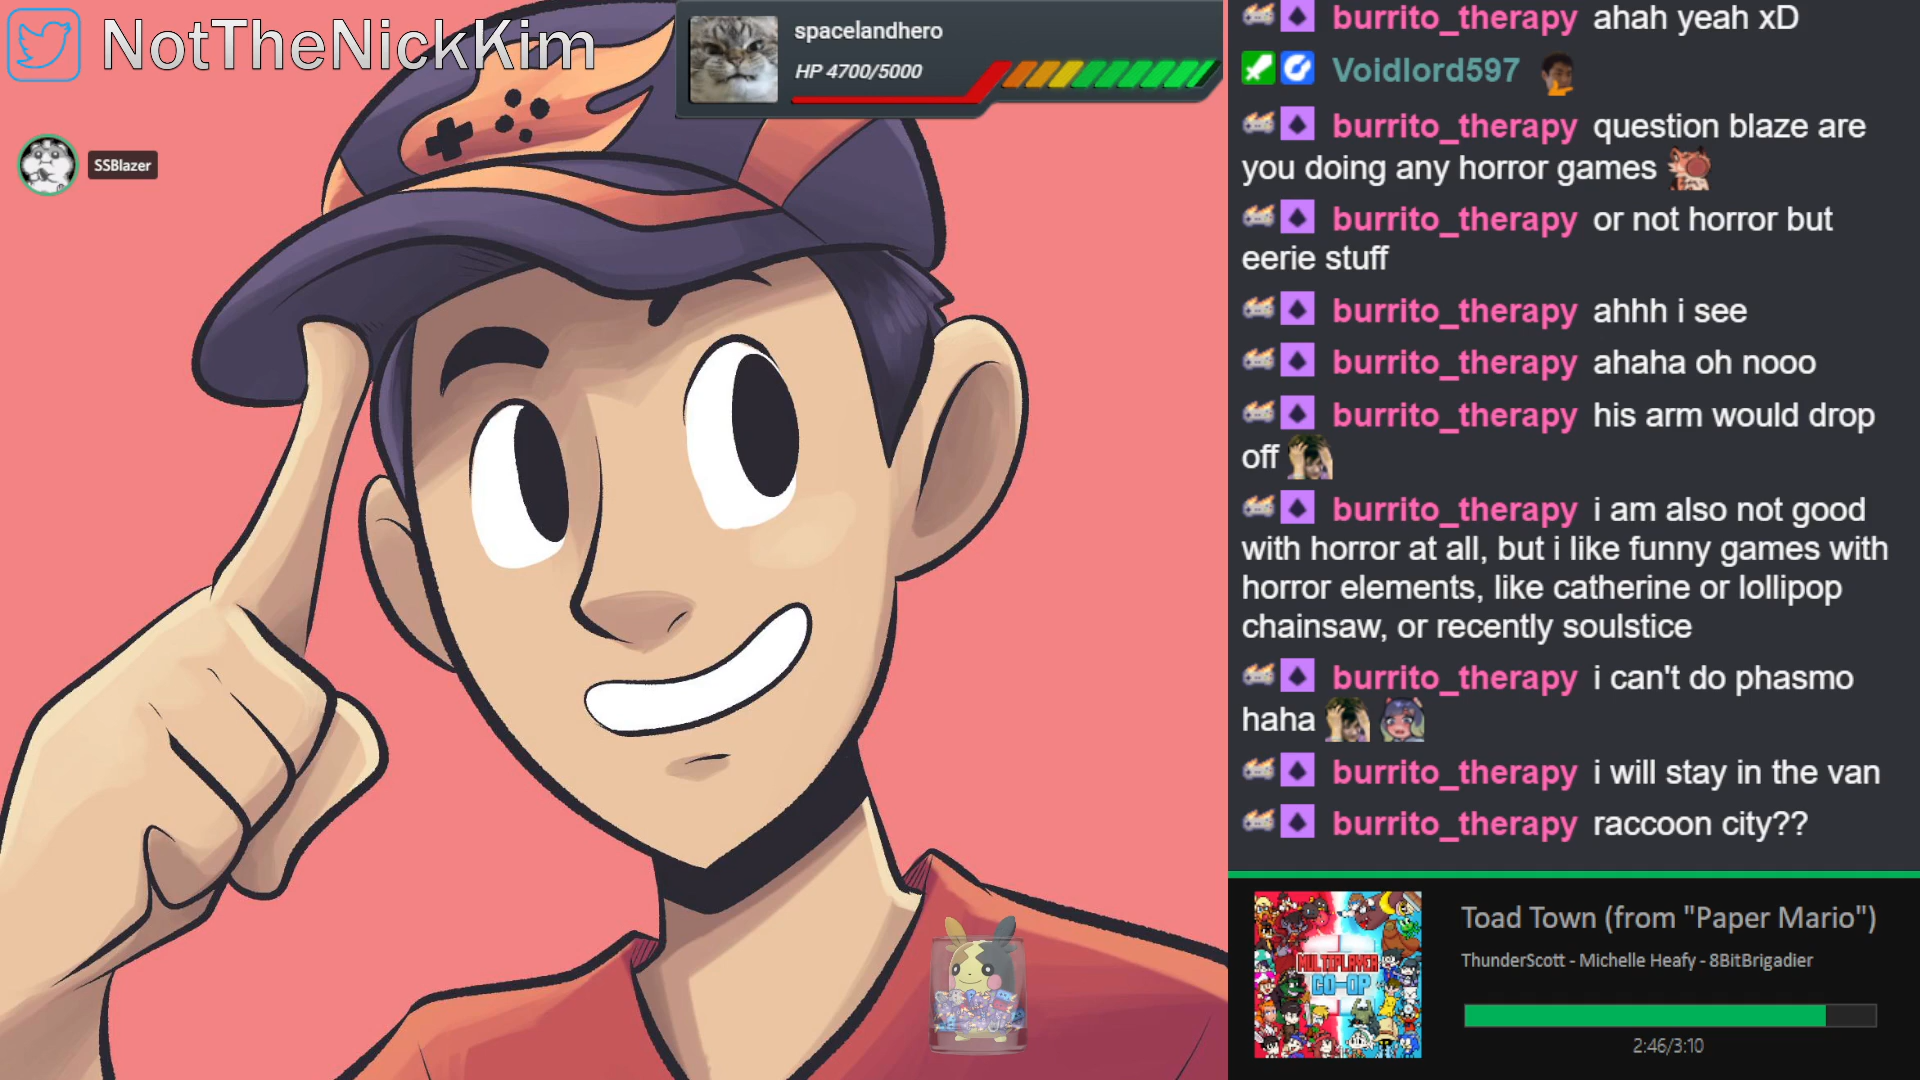 NotTheNickKim
spacelandhero
HP 4700/5000
SSBlazer
burrito_therapy ahah yeah xD
Voidlord597
burrito_therapy question blaze are
you doing any horror games
burrito_therapy or not horror but
eerie stuff
burrito_therapy ahhh i see
burrito_therapy ahaha oh nooo
burrito_therapy his arm would drop
off
burrito_therapy i am also not good
with horror at all, but i like funny games with
horror elements, like catherine or lollipop
chainsaw, or recently soulstice
burrito_therapy i can't do phasmo
haha
burrito_therapy i will stay in the van
burrito_therapy raccoon city??
MULTIPLAYER
CO-OP
Toad Town (from "Paper Mario")
ThunderScott - Michelle Heafy - 8BitBrigadier
2:46/3:10